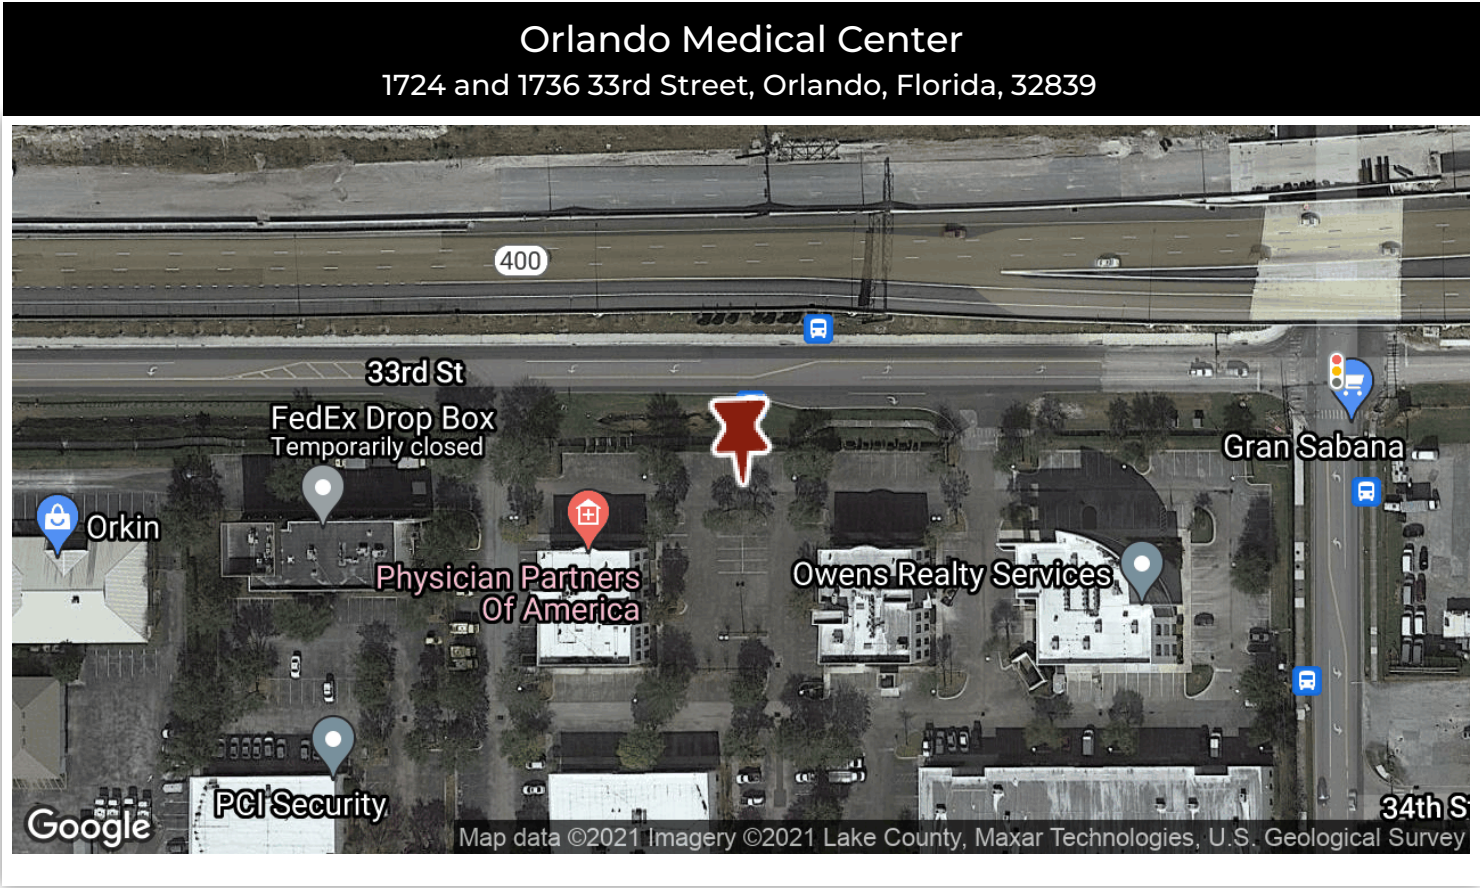 Orlando Medical Center
1724 and 1736 33rd Street, Orlando, Florida, 32839
400
33rd St
FedEx Drop Box
Temporarily closed
Gran Sabana
Orkin
Physician Partners
Of America
Owens Realty Services
PCI Security
34th S
Google
Map data ©2021 Imagery ©2021 Lake County, Maxar Technologies, U.S. Geological Survey